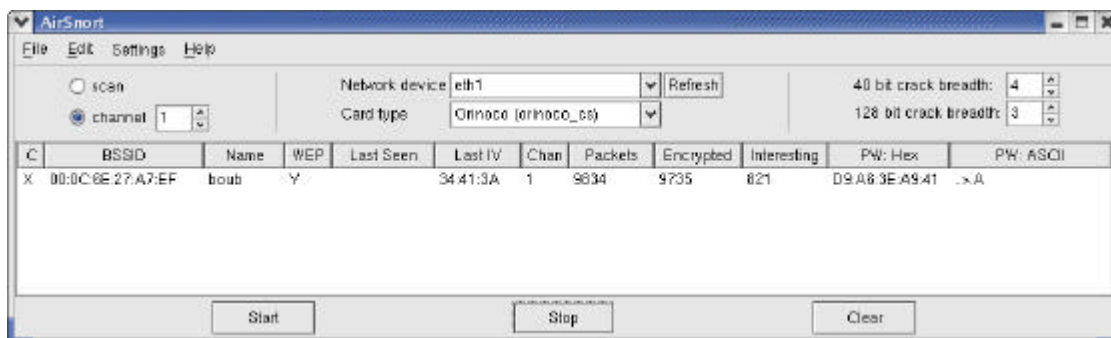 AirSnort
File Edit Settings Help
scan Network device eth1 Refresh 40 bit crack breadth: 4
channel 1 Card type Orinoco (orinoco_cs) 128 bit crack breadth: 3
C BSSID Name WEP Last Seen Last IV Chan Packets Encrypted Interesting PW: Hex PW: ASCII
X 00:0C:6E:27:A7:EF boub Y 34:41:3A 1 9834 9735 821 D9:A6:3E:A9:41 ..>.A
Start Stop Clear